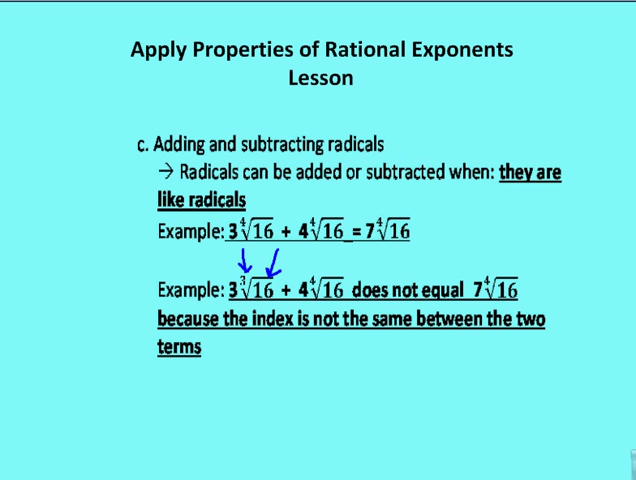 Apply Properties of Rational Exponents
Lesson
c. Adding and subtracting radicals
→ Radicals can be added or subtracted when: they are
like radicals
Example: 3∜16 + 4∜16 = 7∜16
Example: 3∛16 + 4∜16 does not equal 7∜16
because the index is not the same between the two
terms